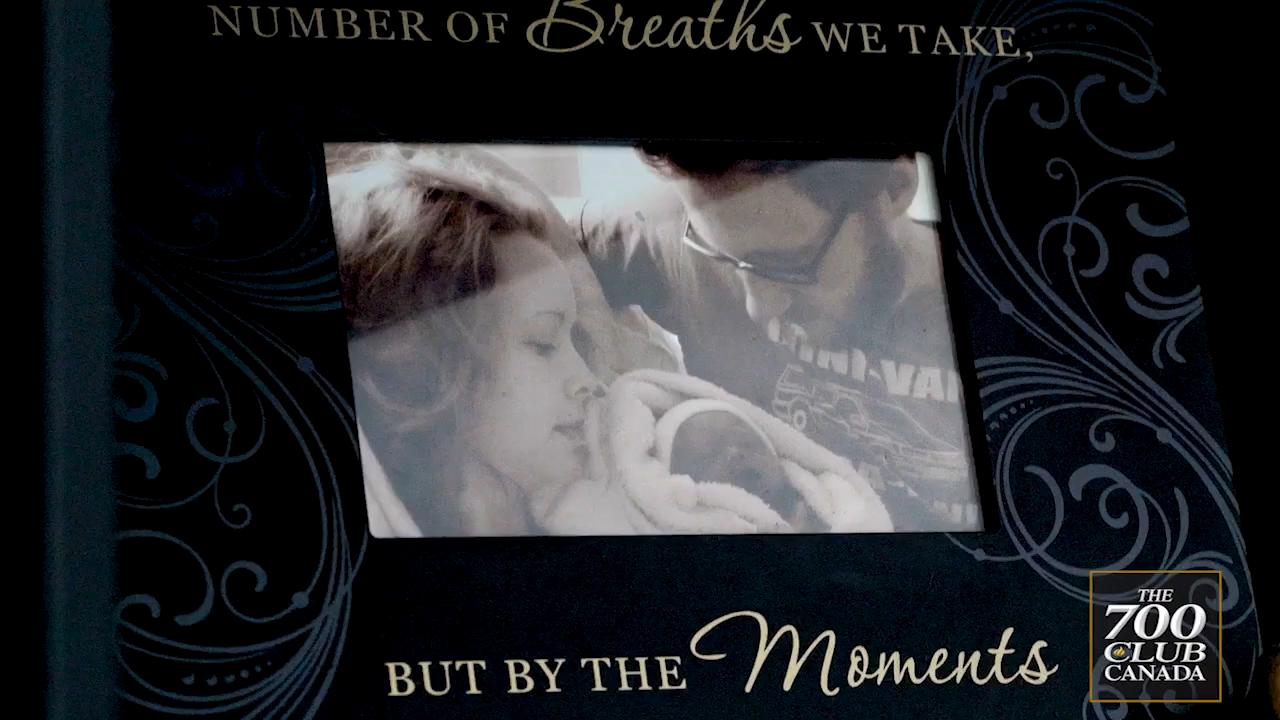 NUMBER OF Breaths WE TAKE,
BUT BY THE Moments
THE
700
CLUB
CANADA